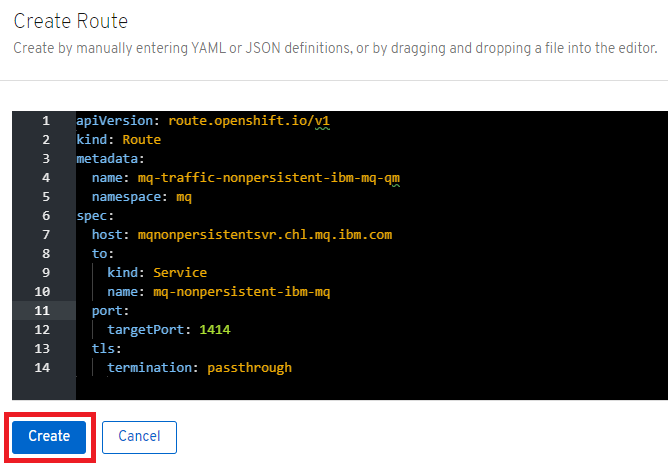 Create Route
Create by manually entering YAML or JSON definitions, or by dragging and dropping a file into the editor.
1 apiVersion: route.openshift.io/v1
2 kind: Route
3 metadata:
4   name: mq-traffic-nonpersistent-ibm-mq-qm
5   namespace: mq
6 spec:
7   host: mqnonpersistentsvr.chl.mq.ibm.com
8   to:
9     kind: Service
10     name: mq-nonpersistent-ibm-mq
11   port:
12     targetPort: 1414
13   tls:
14     termination: passthrough
Create Cancel